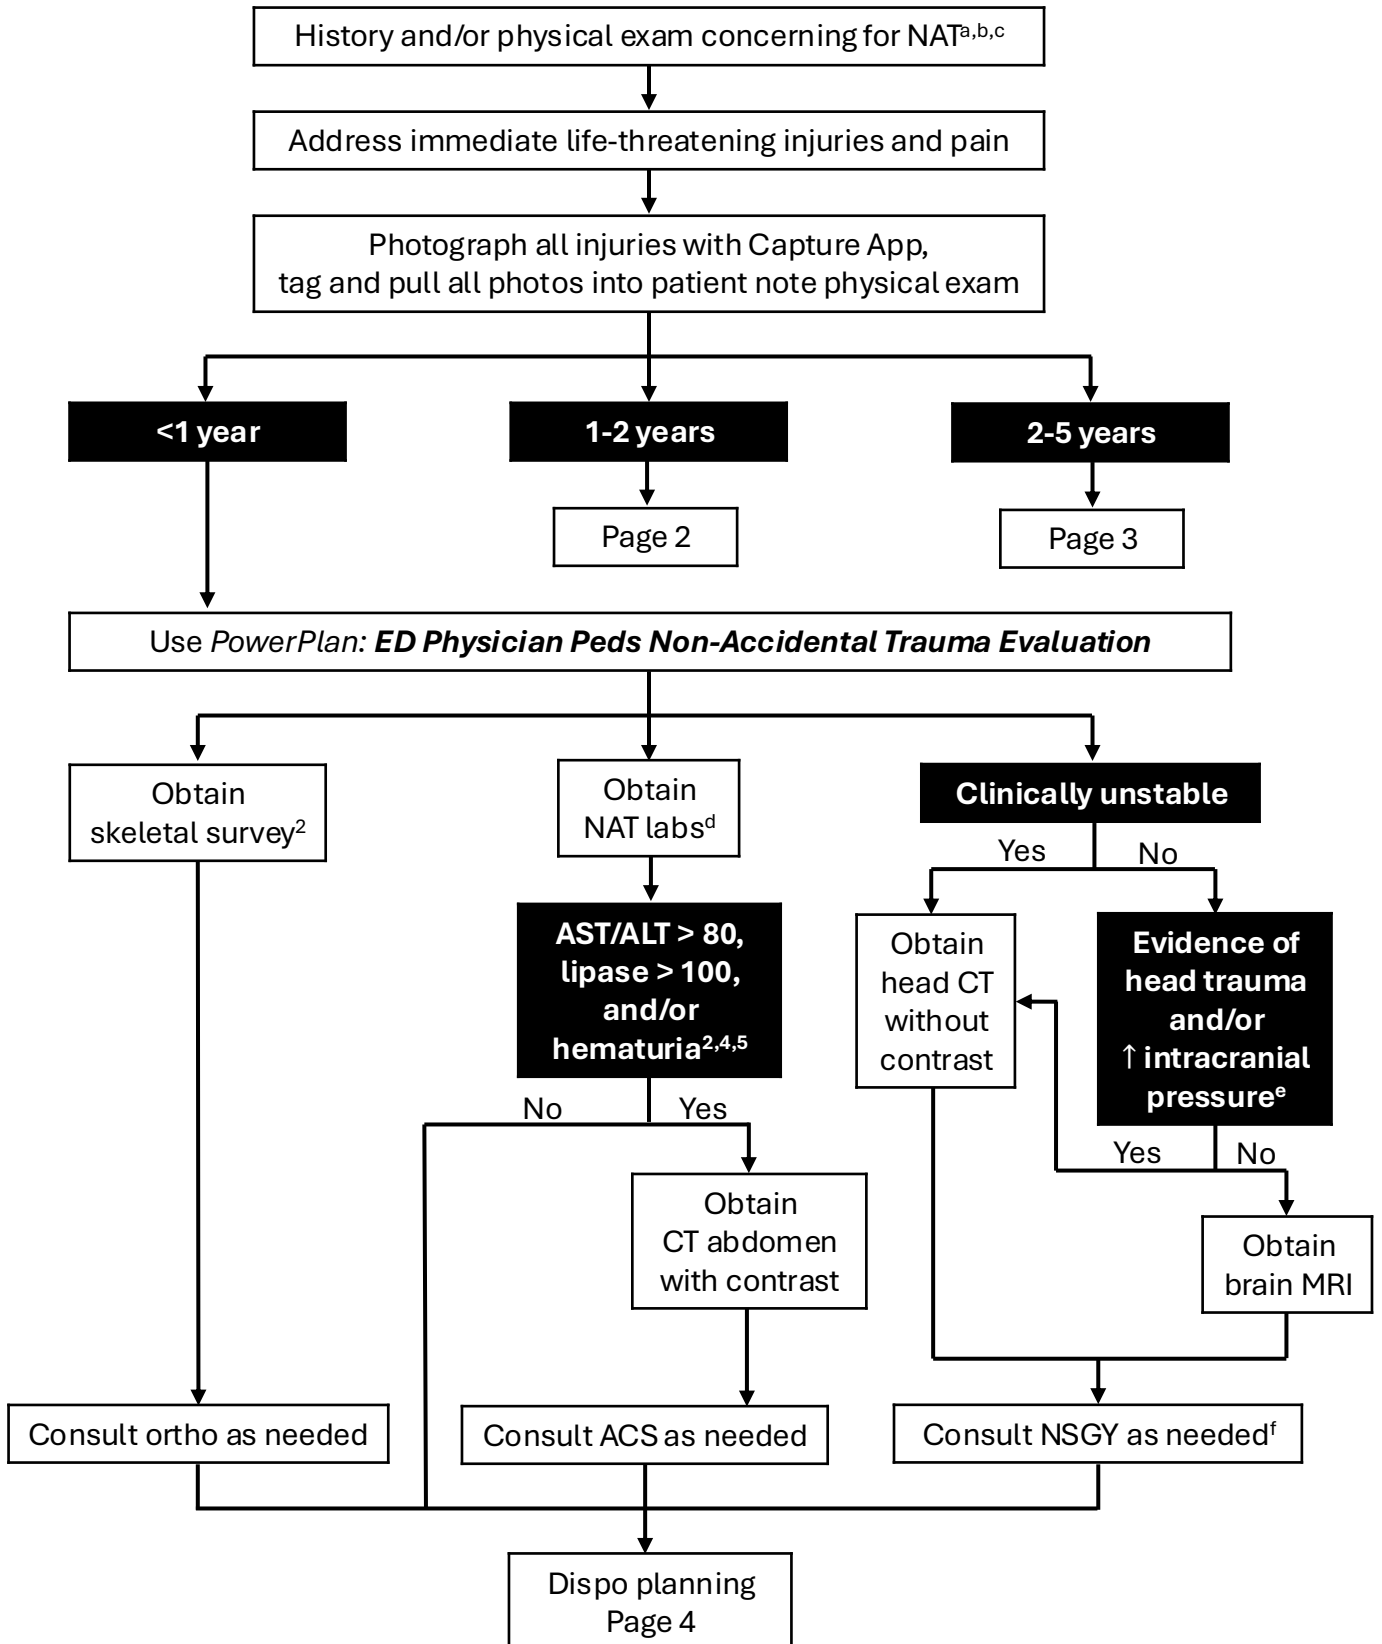 History and/or physical exam concerning for NATa,b,c
Address immediate life-threatening injuries and pain
Photograph all injuries with Capture App,
tag and pull all photos into patient note physical exam
<1 year
1-2 years
2-5 years
Page 2
Page 3
Use PowerPlan: ED Physician Peds Non-Accidental Trauma Evaluation
Obtain
skeletal survey2
Obtain
NAT labsd
Clinically unstable
Yes
No
AST/ALT > 80,
lipase > 100,
and/or
hematuria2,4,5
Obtain
head CT
without
contrast
Evidence of
head trauma
and/or
↑ intracranial
pressuree
No
Yes
Yes
No
Obtain
CT abdomen
with contrast
Obtain
brain MRI
Consult ortho as needed
Consult ACS as needed
Consult NSGY as neededf
Dispo planning
Page 4